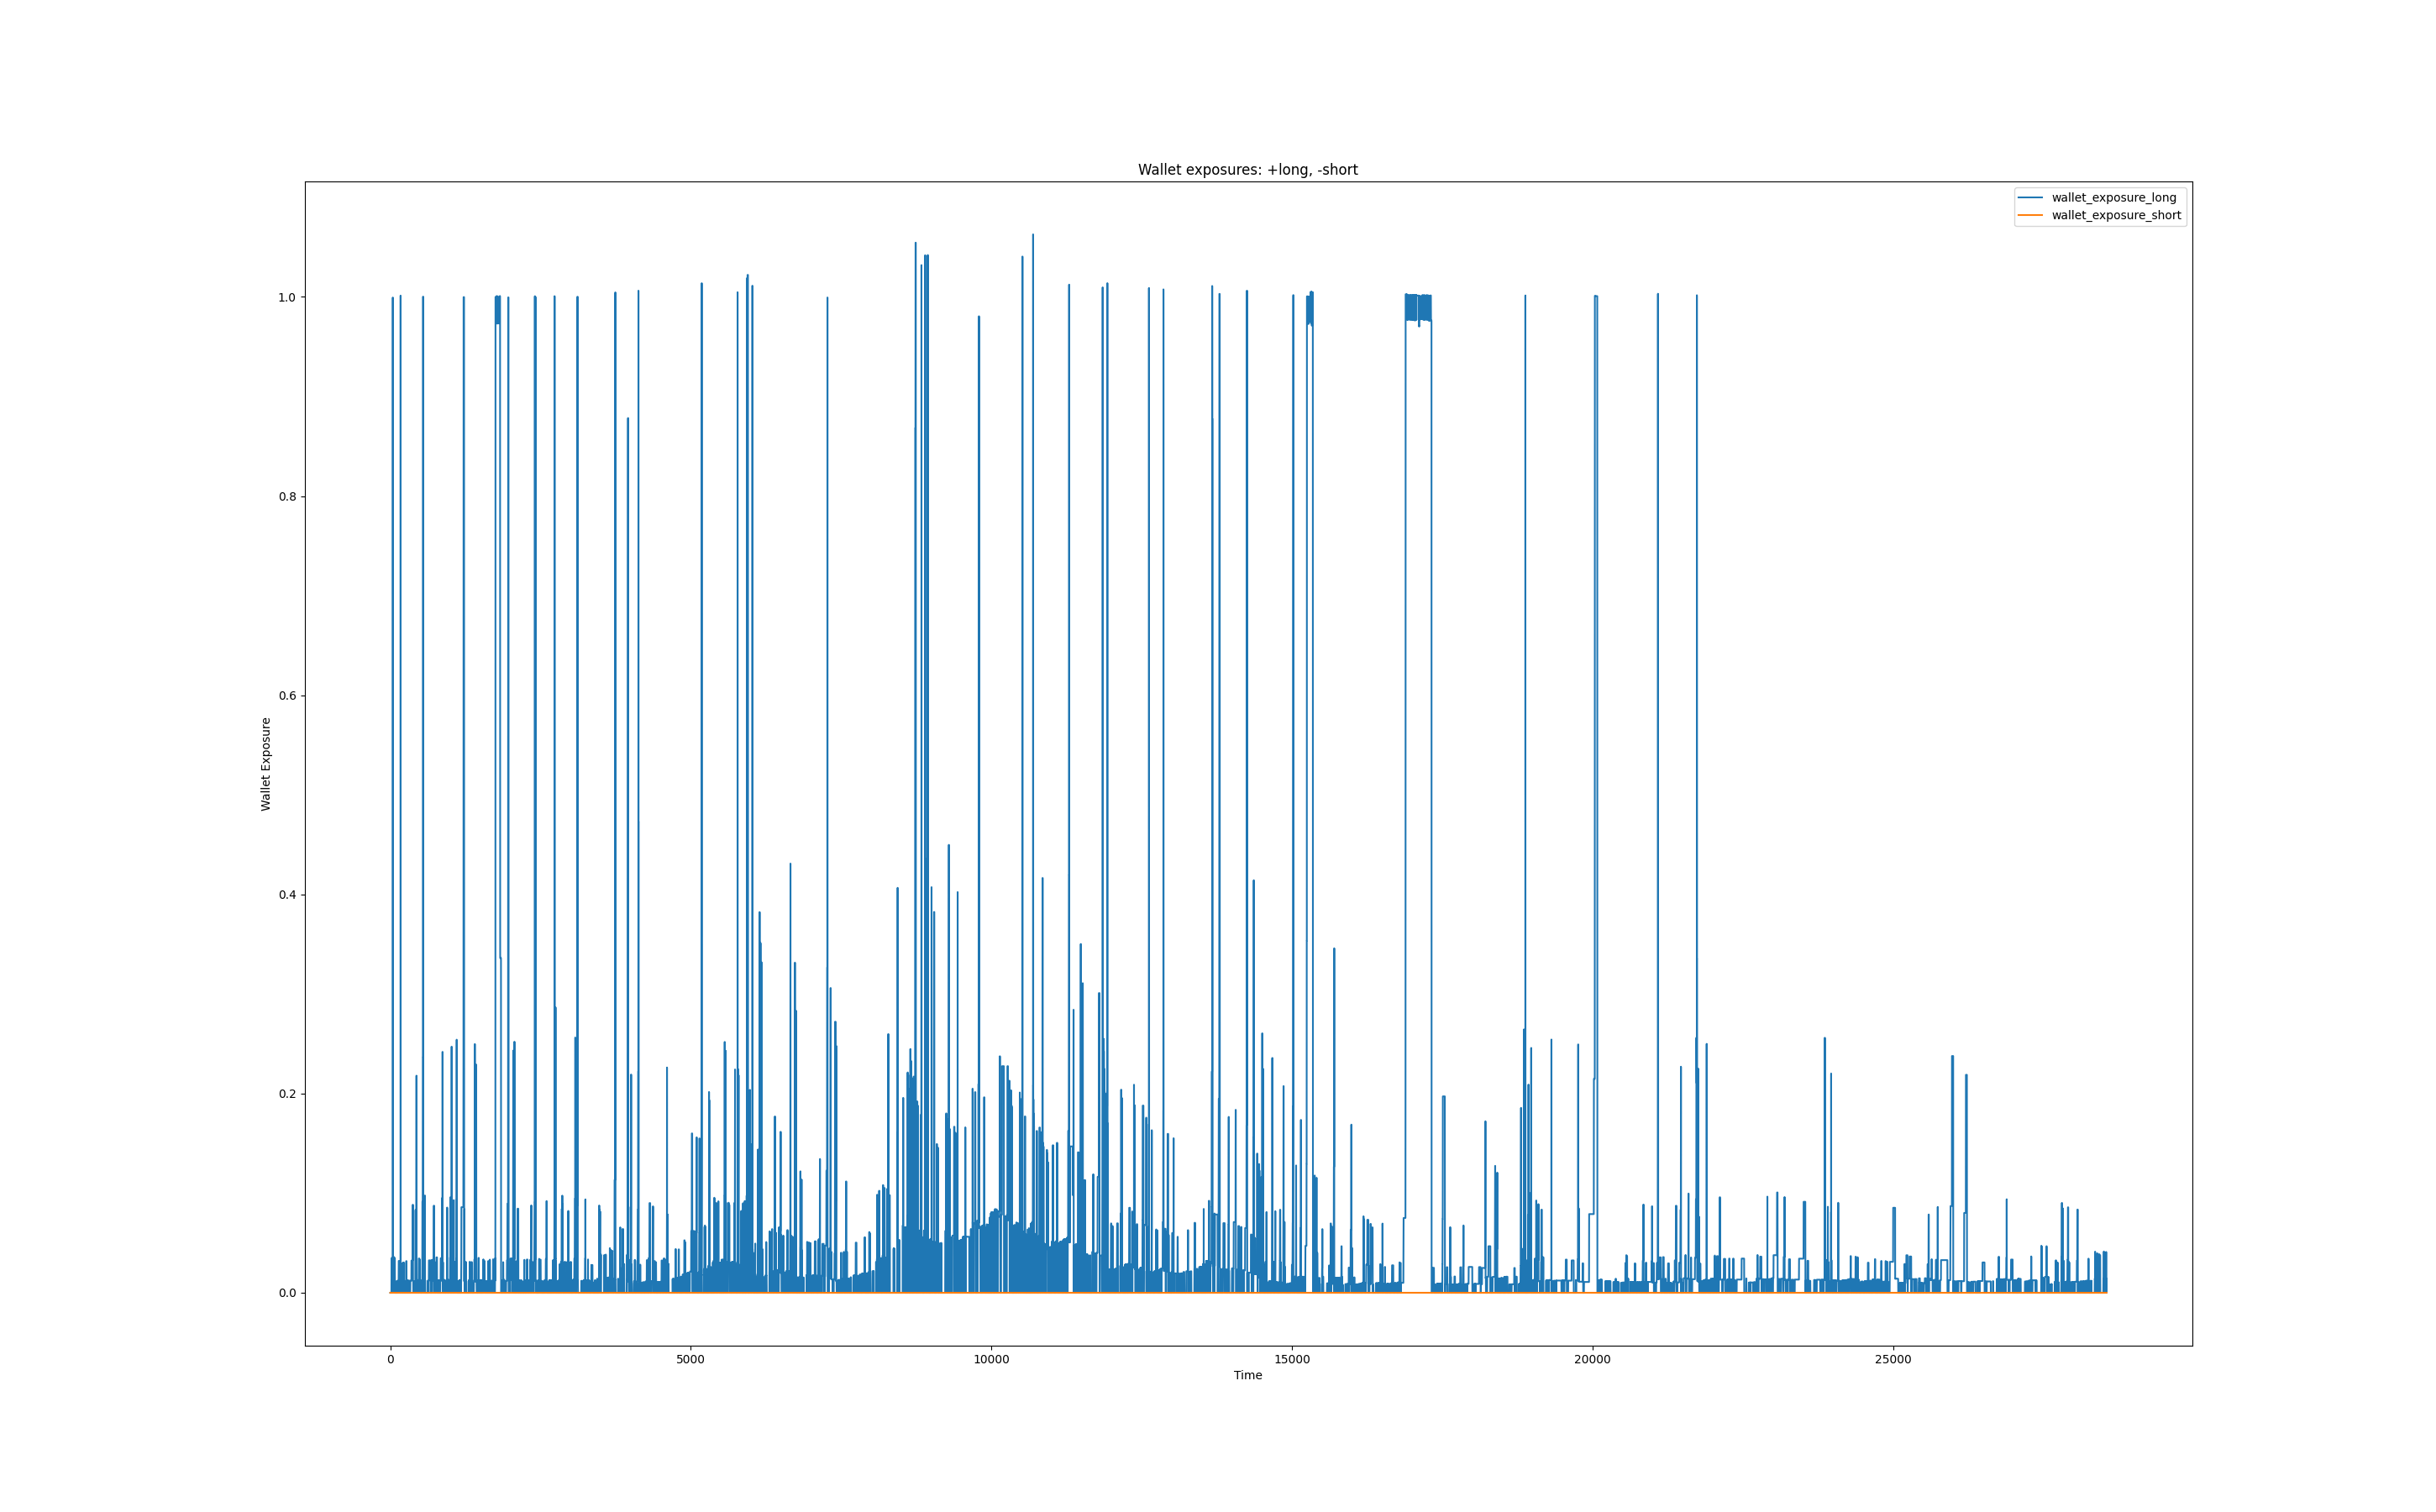 Wallet exposures: +long, -short
wallet_exposure_long
wallet_exposure_short
1.0
0.8
0.6
0.4
0.2
0.0
Wallet Exposure
0 5000 10000 15000 20000 25000
Time